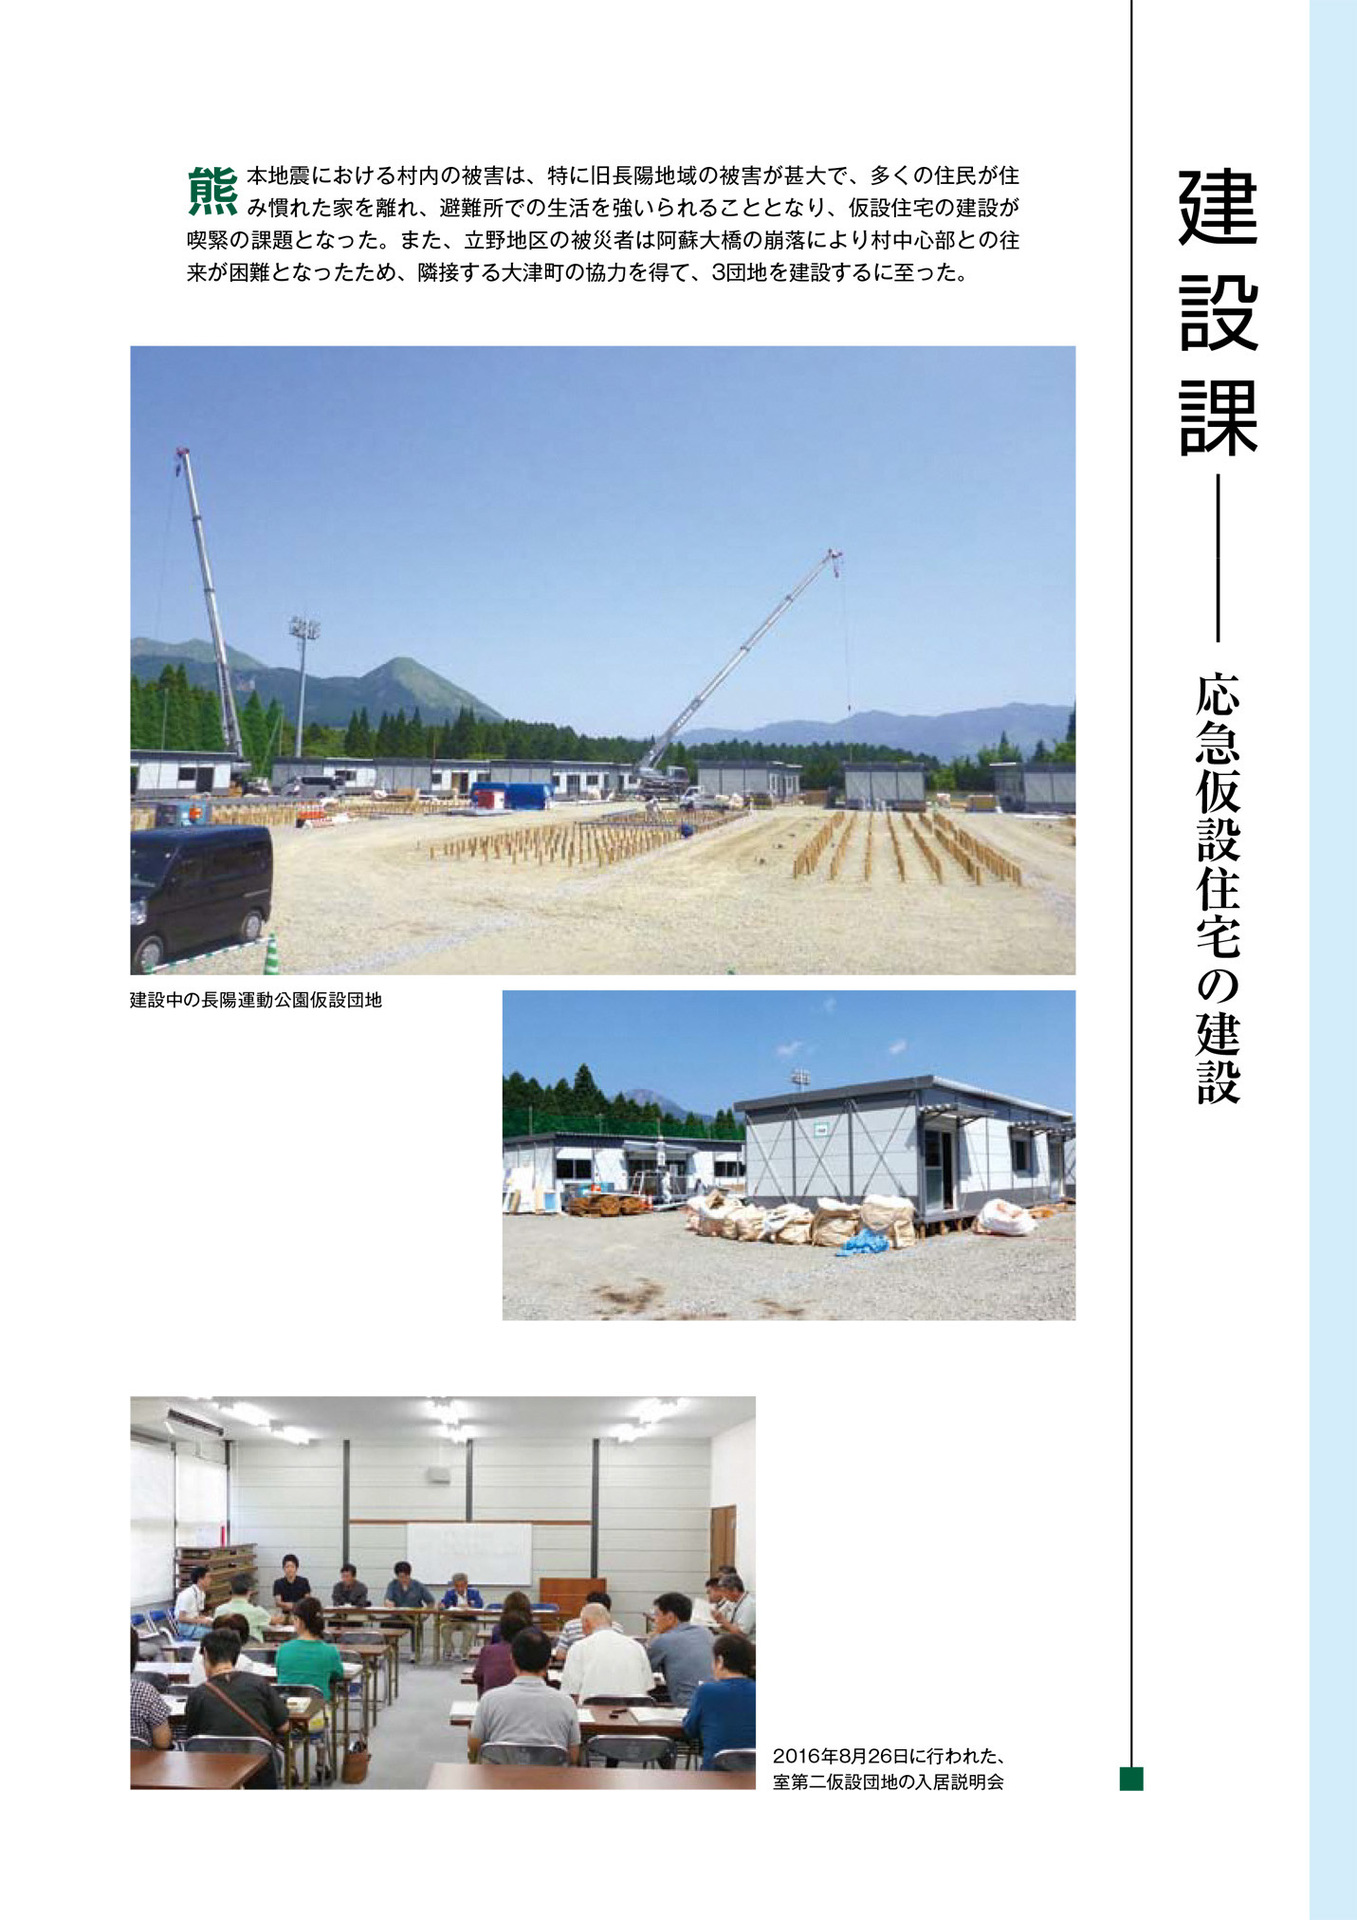 建設課
応急仮設住宅の建設
熊本地震における村内の被害は、特に旧長陽地域の被害が甚大で、多くの住民が住
み慣れた家を離れ、避難所での生活を強いられることとなり、仮設住宅の建設が
喫緊の課題となった。また、立野地区の被災者は阿蘇大橋の崩落により村中心部との往
来が困難となったため、隣接する大津町の協力を得て、3団地を建設するに至った。
建設中の長陽運動公園仮設団地
2016年8月26日に行われた、
室第二仮設団地の入居説明会